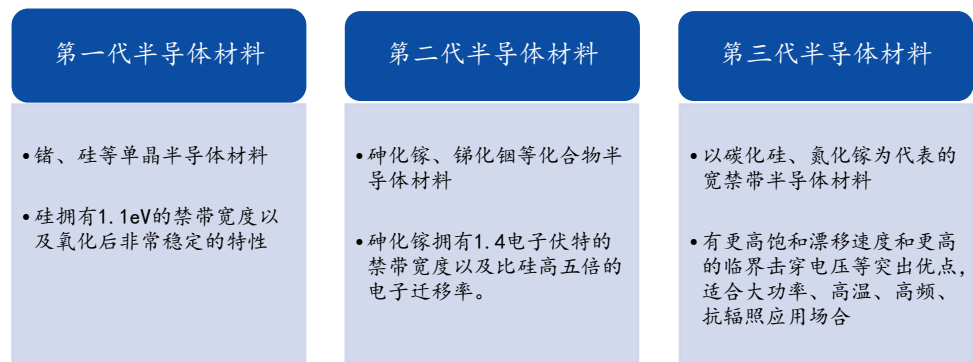 第一代半导体材料
•锗、硅等单晶半导体材料
•硅拥有1.1eV的禁带宽度以
及氧化后非常稳定的特性
第二代半导体材料
•砷化镓、锑化铟等化合物半
导体材料
•砷化镓拥有1.4电子伏特的
禁带宽度以及比硅高五倍的
电子迁移率。
第三代半导体材料
•以碳化硅、氮化镓为代表的
宽禁带半导体材料
•有更高饱和漂移速度和更高
的临界击穿电压等突出优点，
适合大功率、高温、高频、
抗辐照应用场合